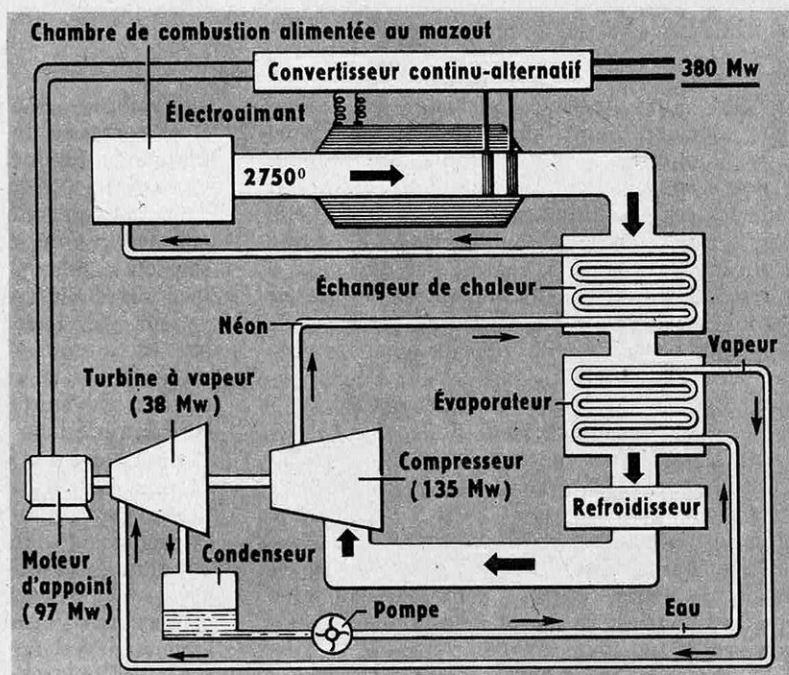 Chambre de combustion alimentée au mazout
Convertisseur continu-alternatif
380 Mw
Électroaimant
2750⁰
Échangeur de chaleur
Néon
Vapeur
Turbine à vapeur
(38 Mw)
Évaporateur
Compresseur
(135 Mw)
Refroidisseur
Moteur
d'appoint
(97 Mw)
Condenseur
Pompe
Eau